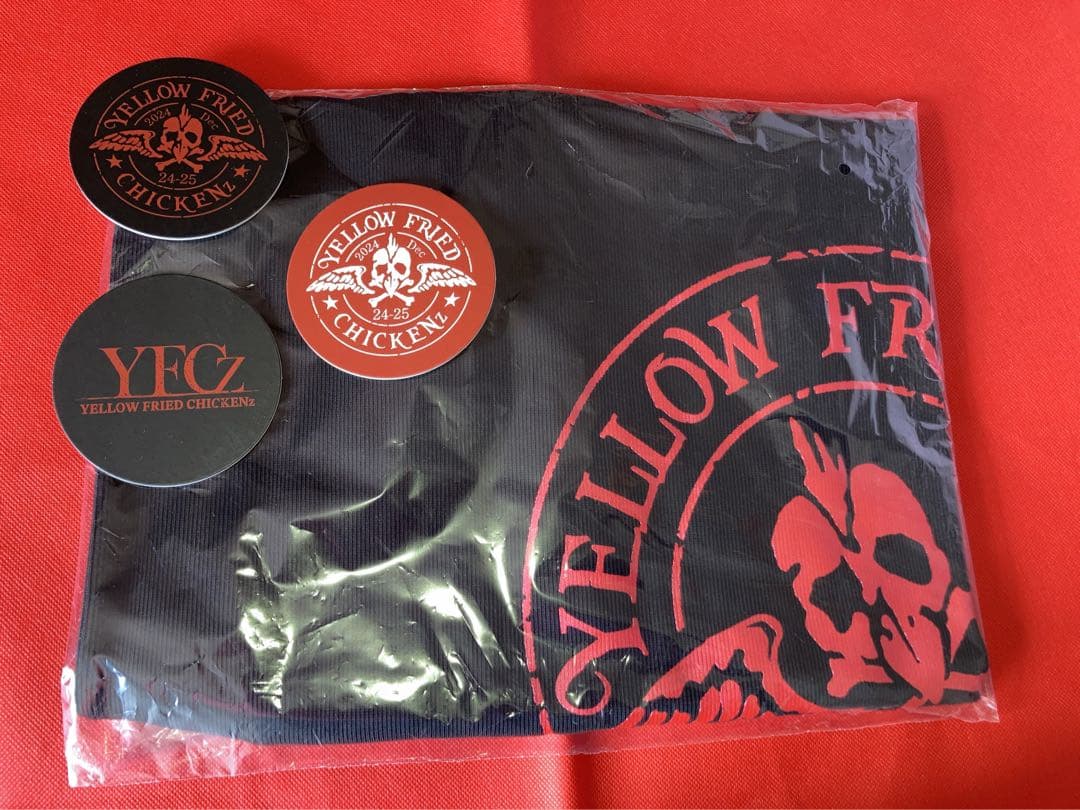 YELLOW FRIED
2024 Dec
24-25
CHICKENz
YELLOW FRIED
2024 Dec
24-25
CHICKENz
YFCz
YELLOW FRIED CHICKENz
YELLOW FR